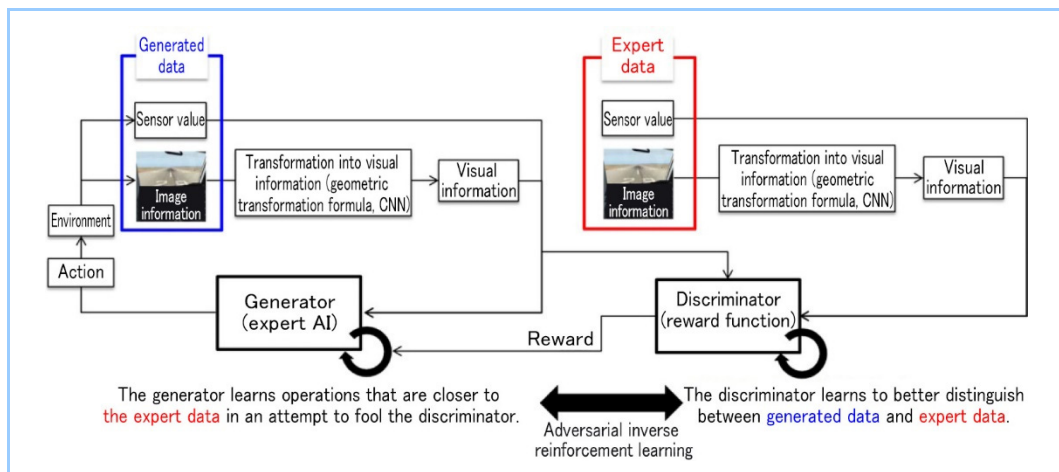 Generated
data
Sensor value
Image
information
Transformation into visual
information (geometric
transformation formula, CNN)
Visual
information
Environment
Action
Generator
(expert AI)
Expert
data
Sensor value
Image
information
Transformation into visual
information (geometric
transformation formula, CNN)
Visual
information
Discriminator
(reward function)
Reward
The generator learns operations that are closer to
the expert data in an attempt to fool the discriminator.
Adversarial inverse
reinforcement learning
The discriminator learns to better distinguish
between generated data and expert data.